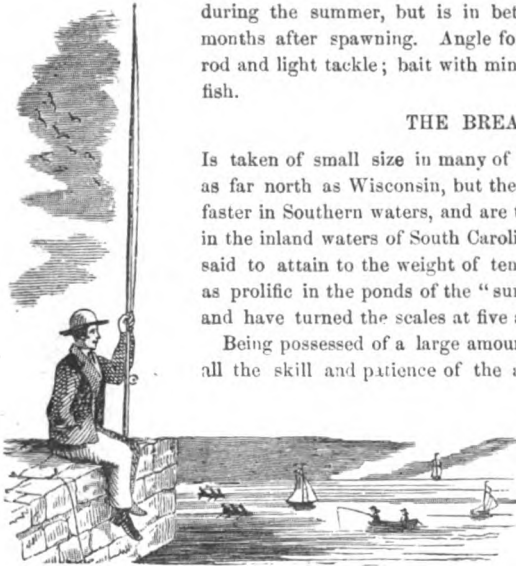 during the summer, but is in bet
months after spawning. Angle fo
rod and light tackle; bait with min
fish.
THE BREA
Is taken of small size in many of
as far north as Wisconsin, but the
faster in Southern waters, and are t
in the inland waters of South Caroli
said to attain to the weight of ten
as prolific in the ponds of the "sun
and have turned the scales at five a
Being possessed of a large amour
all the skill and patience of the a